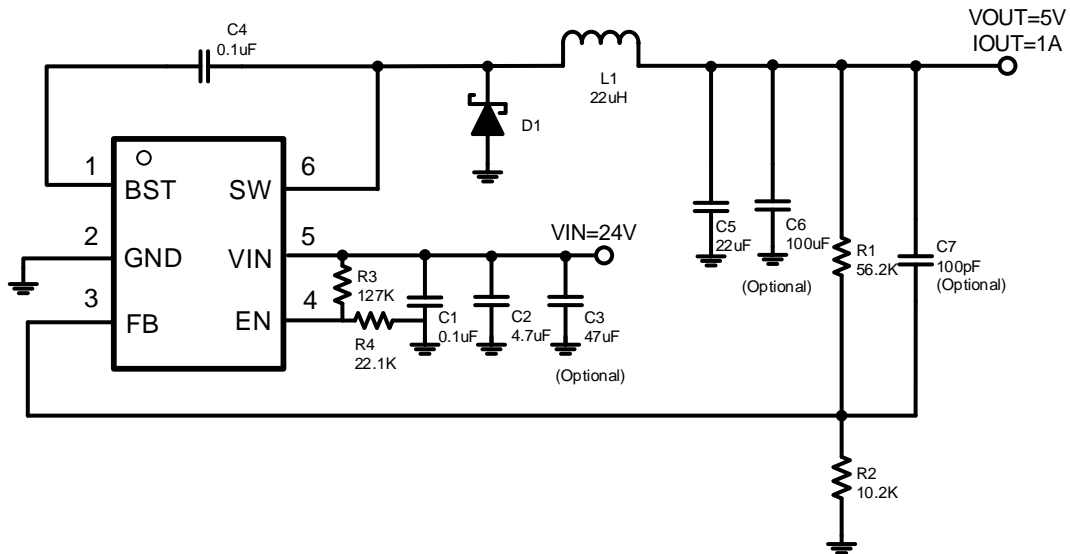 C4
0.1uF
VOUT=5V
IOUT=1A
L1
22uH
D1
1
6
BST
SW
2
5
GND
VIN
VIN=24V
3
4
FB
EN
R3
127K
R4
22.1K
C1
0.1uF
C2
4.7uF
C3
47uF
(Optional)
C5
22uF
C6
100uF
(Optional)
R1
56.2K
C7
100pF
(Optional)
R2
10.2K